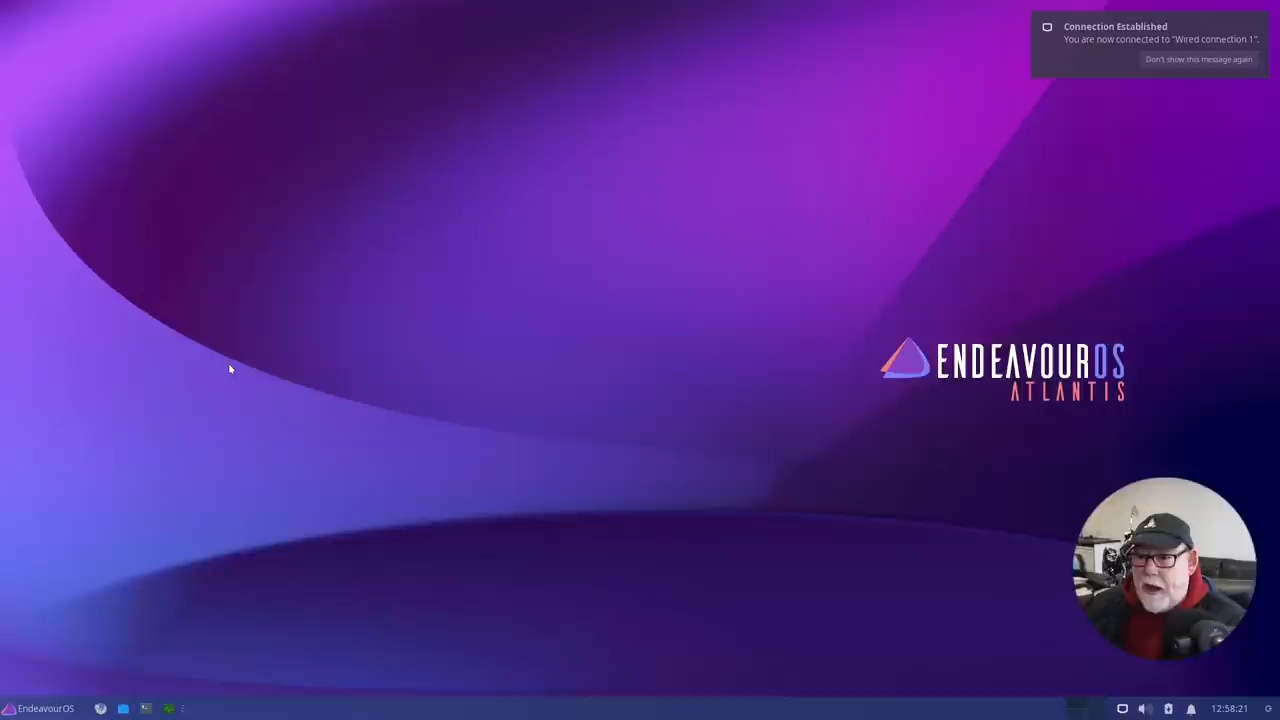 Connection Established
You are now connected to “Wired connection 1”.
Don't show this message again
ENDEAVOUROS
ATLANTIS
EndeavourOS
12:58:21